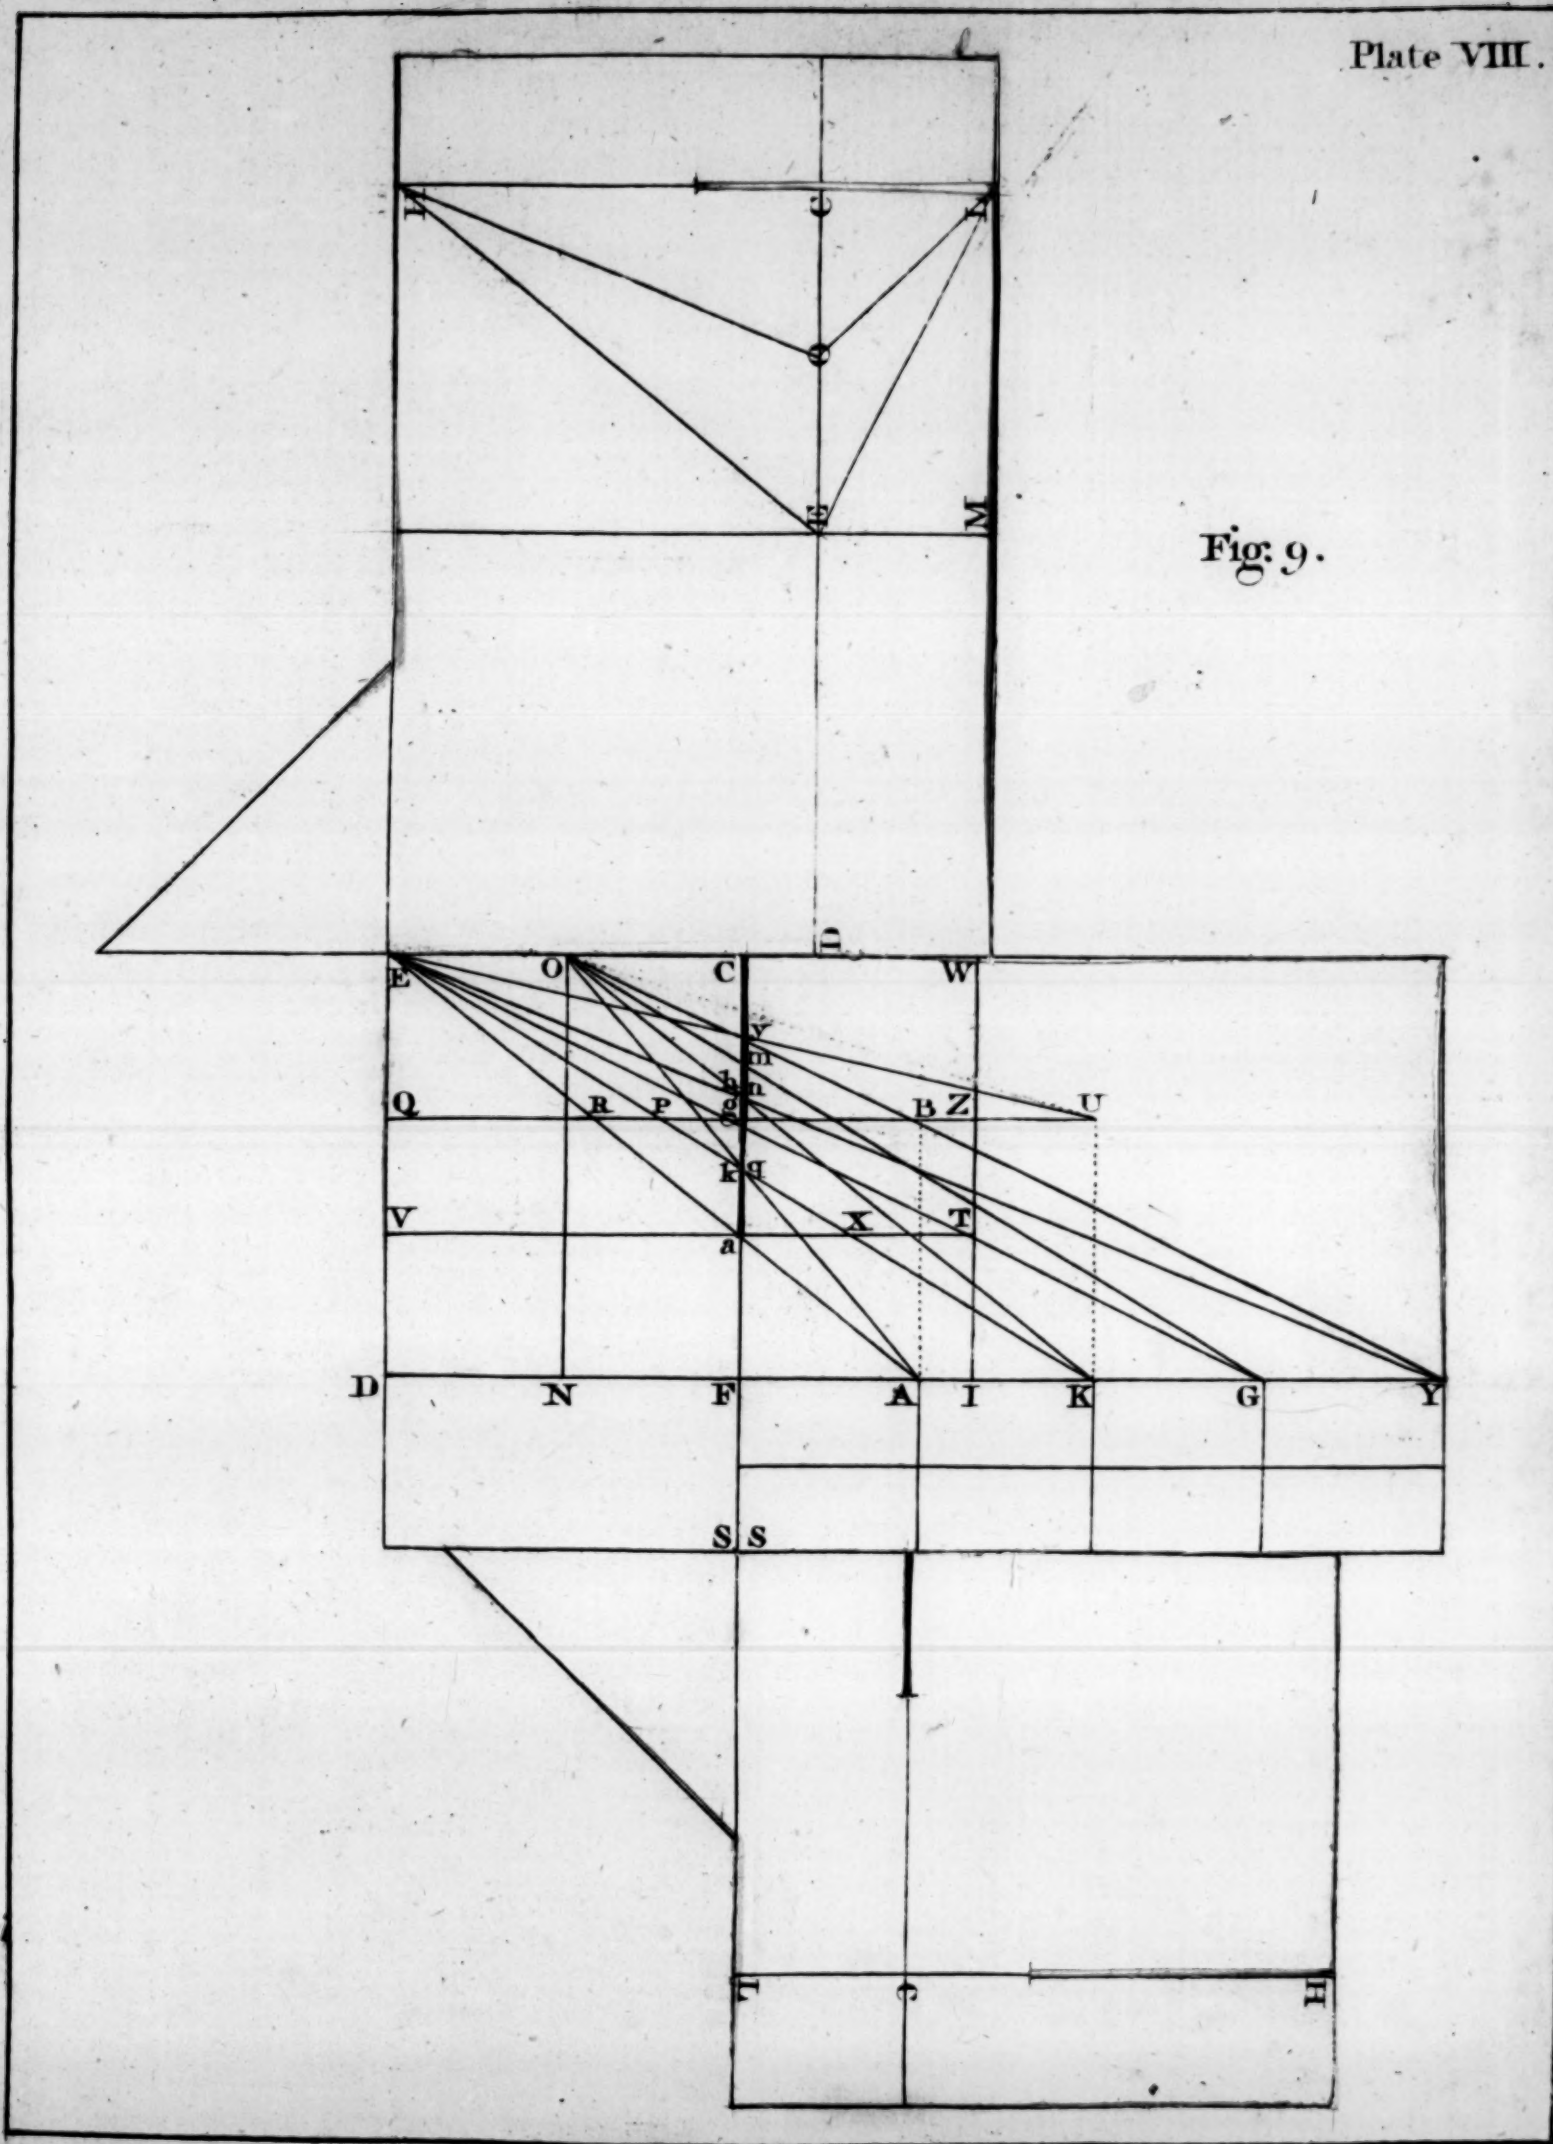 Plate VIII.
H C L
O
E M
Fig. 9.
D
E O C W
y
m
h n
Q R P g B Z U
k q
V a X T
D N F A I K G Y
S S
I
L C H